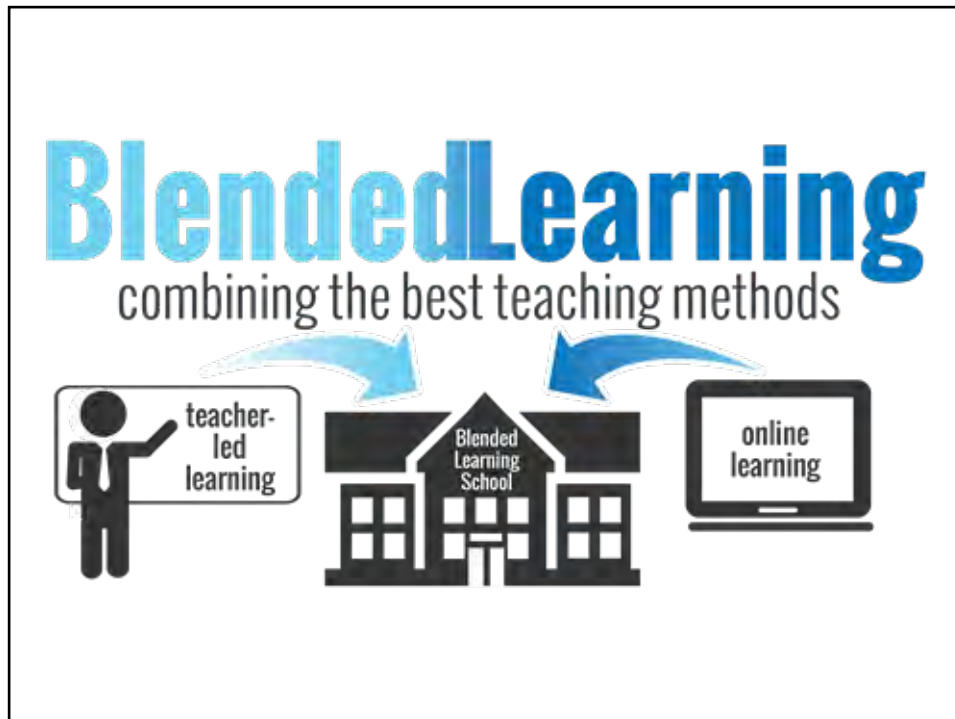 BlendedLearning
combining the best teaching methods
teacher-
led
learning
Blended
Learning
School
online
learning